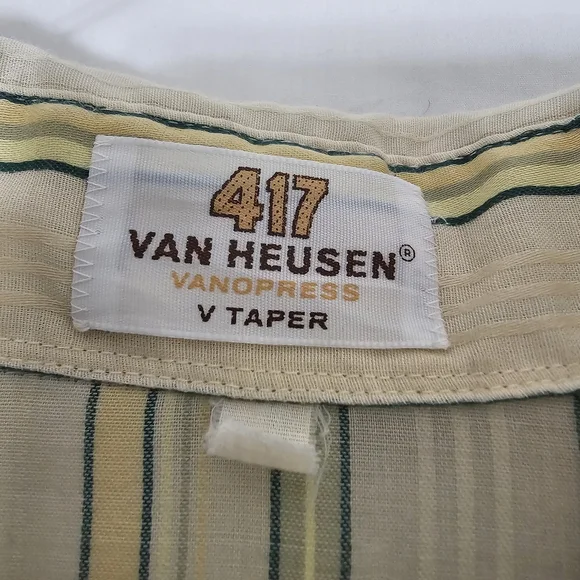 417
VAN HEUSEN®
VANOPRESS
V TAPER